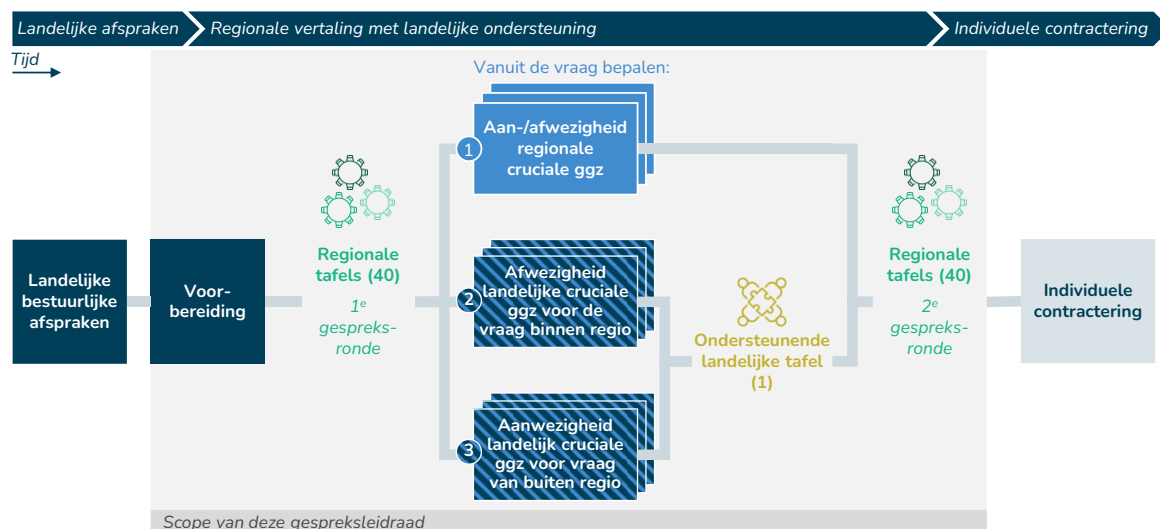 Landelijke afspraken
Regionale vertaling met landelijke ondersteuning
Individuele contractering
Tijd
Vanuit de vraag bepalen:
1
Aan-/afwezigheid
regionale
cruciale ggz
Landelijke
bestuurlijke
afspraken
Voor-
bereiding
Regionale
tafels (40)
1e
gespreks-
ronde
2
Afwezigheid
landelijke cruciale
ggz voor de
vraag binnen regio
3
Aanwezigheid
landelijk cruciale
ggz voor vraag
van buiten regio
Ondersteunende
landelijke tafel
(1)
Regionale
tafels (40)
2e
gespreks-
ronde
Individuele
contractering
Scope van deze gespreksleidraad